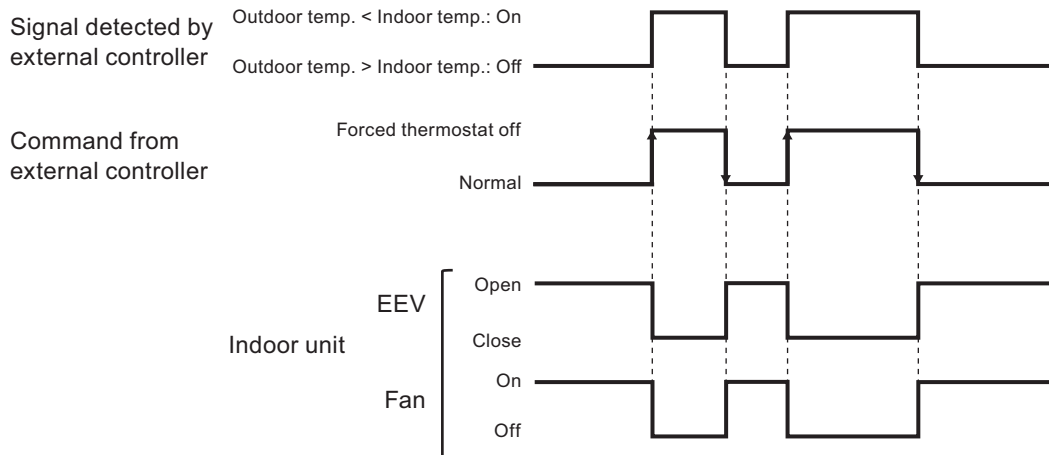 Signal detected by
external controller
Outdoor temp. < Indoor temp.: On
Outdoor temp. > Indoor temp.: Off
Command from
external controller
Forced thermostat off
Normal
Indoor unit
EEV
Open
Close
Fan
On
Off